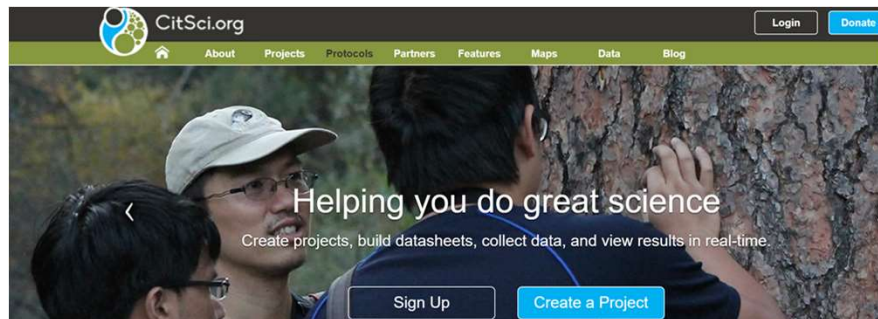 CitSci.org
Login
Donate
About Projects Protocols Partners Features Maps Data Blog
Helping you do great science
Create projects, build datasheets, collect data, and view results in real-time.
Sign Up
Create a Project